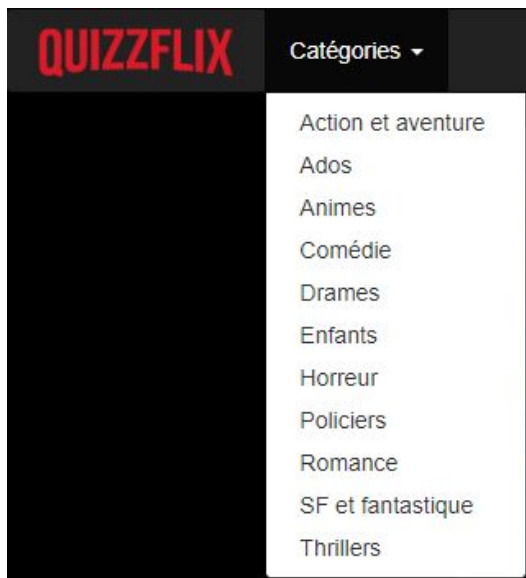 QUIZZFLIX Catégories
Action et aventure
Ados
Animes
Comédie
Drames
Enfants
Horreur
Policiers
Romance
SF et fantastique
Thrillers